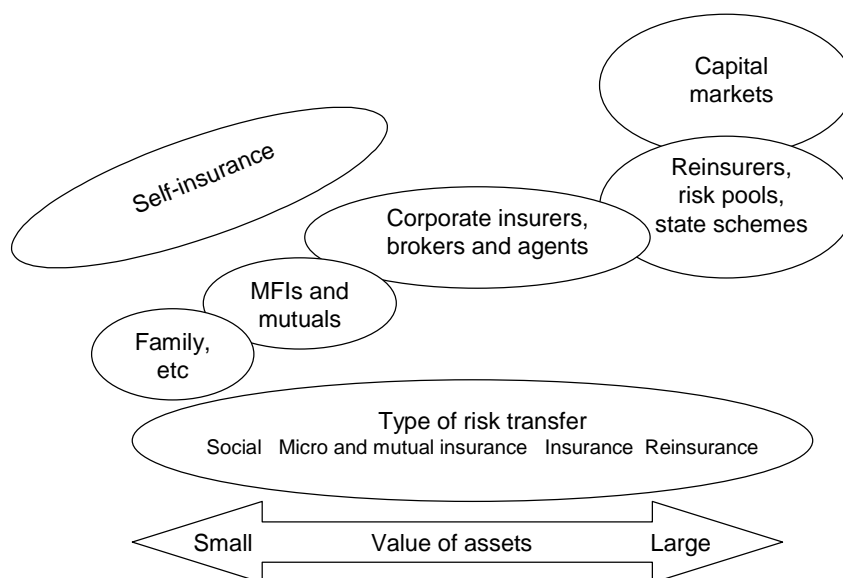 Capital
markets
Self-insurance
Reinsurers,
risk pools,
state schemes
Corporate insurers,
brokers and agents
MFIs and
mutuals
Family,
etc
Type of risk transfer
Social Micro and mutual insurance Insurance Reinsurance
Small Value of assets Large